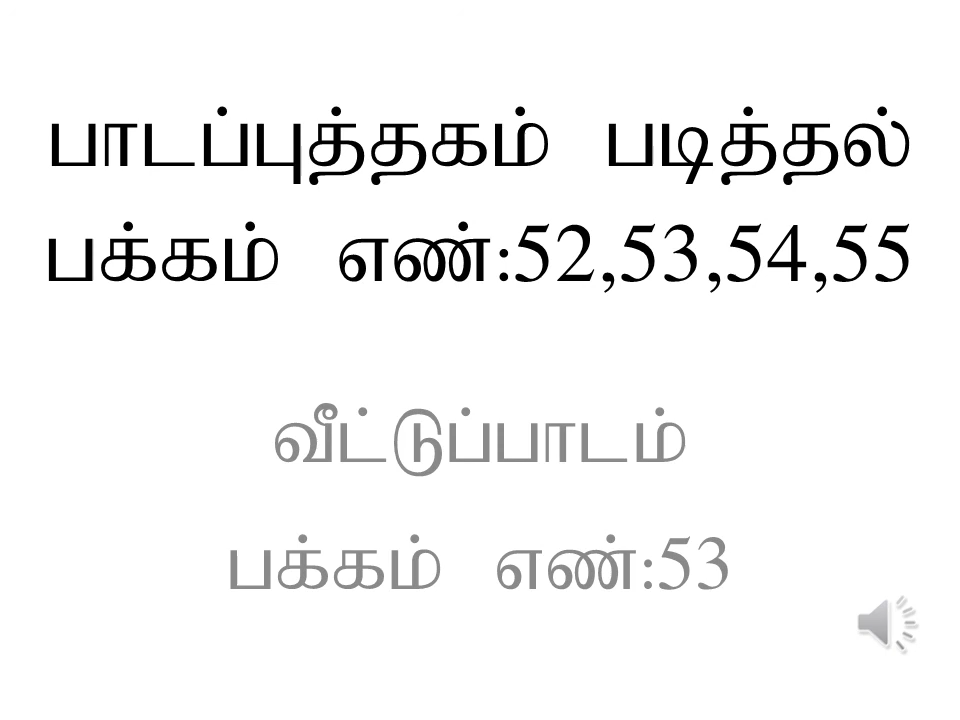 பாடப்புத்தகம் படித்தல்
பக்கம் எண்:52,53,54,55
வீட்டுப்பாடம்
பக்கம் எண்:53